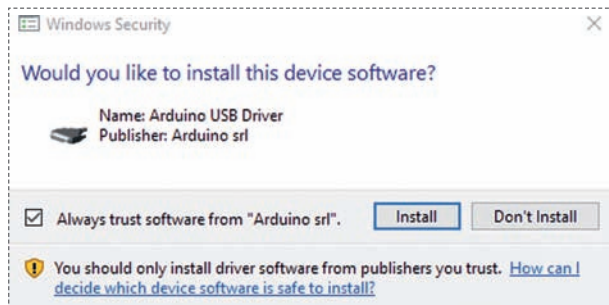 Windows Security
Would you like to install this device software?
Name: Arduino USB Driver
Publisher: Arduino srl
Always trust software from "Arduino srl".
Install
Don't Install
You should only install driver software from publishers you trust. How can I
decide which device software is safe to install?